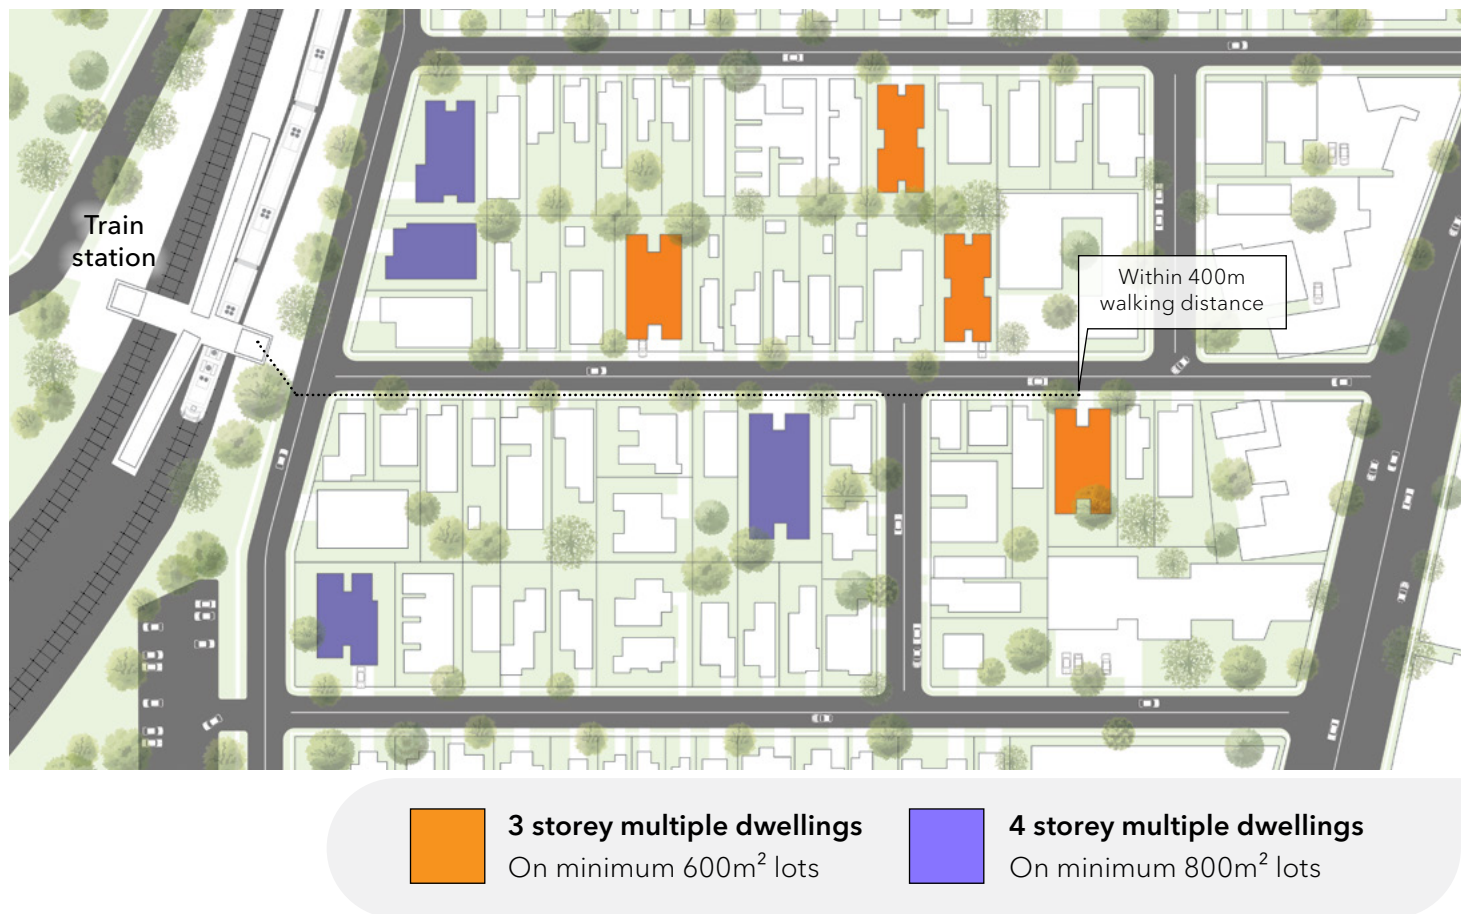 Train
station
Within 400m
walking distance
3 storey multiple dwellings
On minimum 600m² lots
4 storey multiple dwellings
On minimum 800m² lots